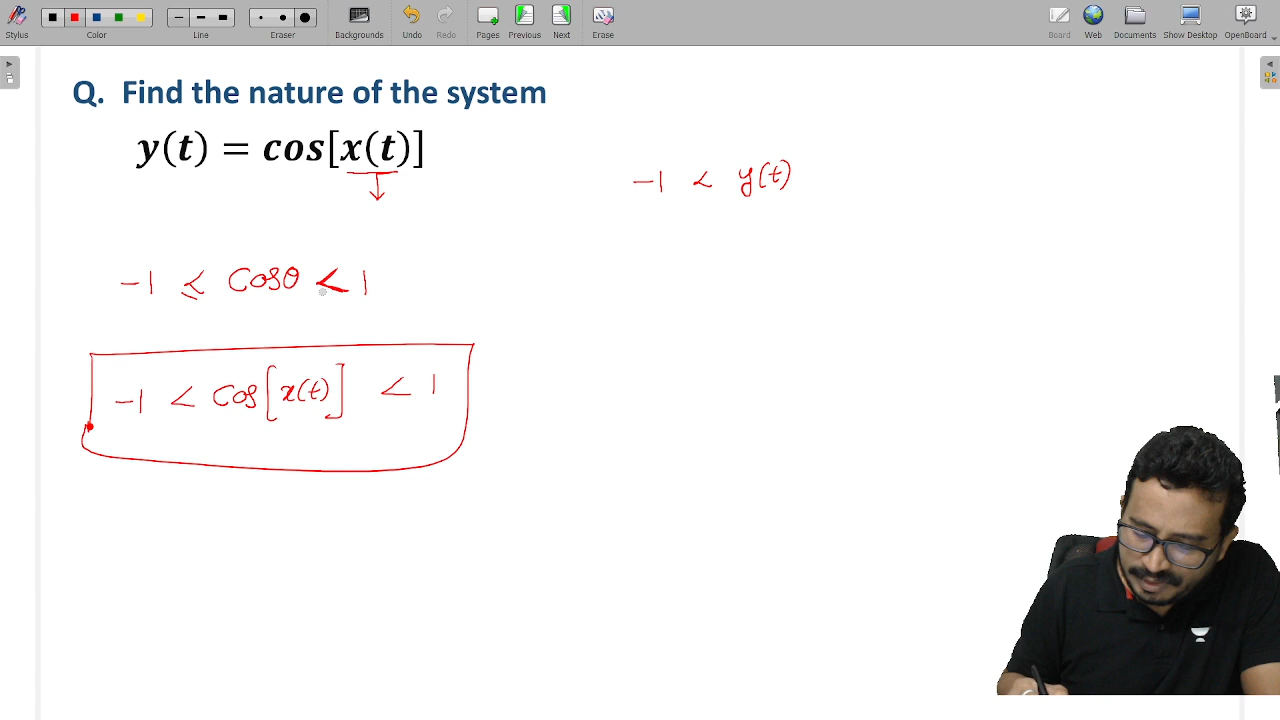 Stylus
Color
Line
Eraser
Backgrounds
Undo
Redo
Pages
Previous
Next
Erase
Board
Web
Documents
Show Desktop
OpenBoard
Q. Find the nature of the system
y(t) = cos[x(t)]
-1 < y(t)
-1 ≤ Cosθ < 1
-1 < Cos[x(t)] < 1